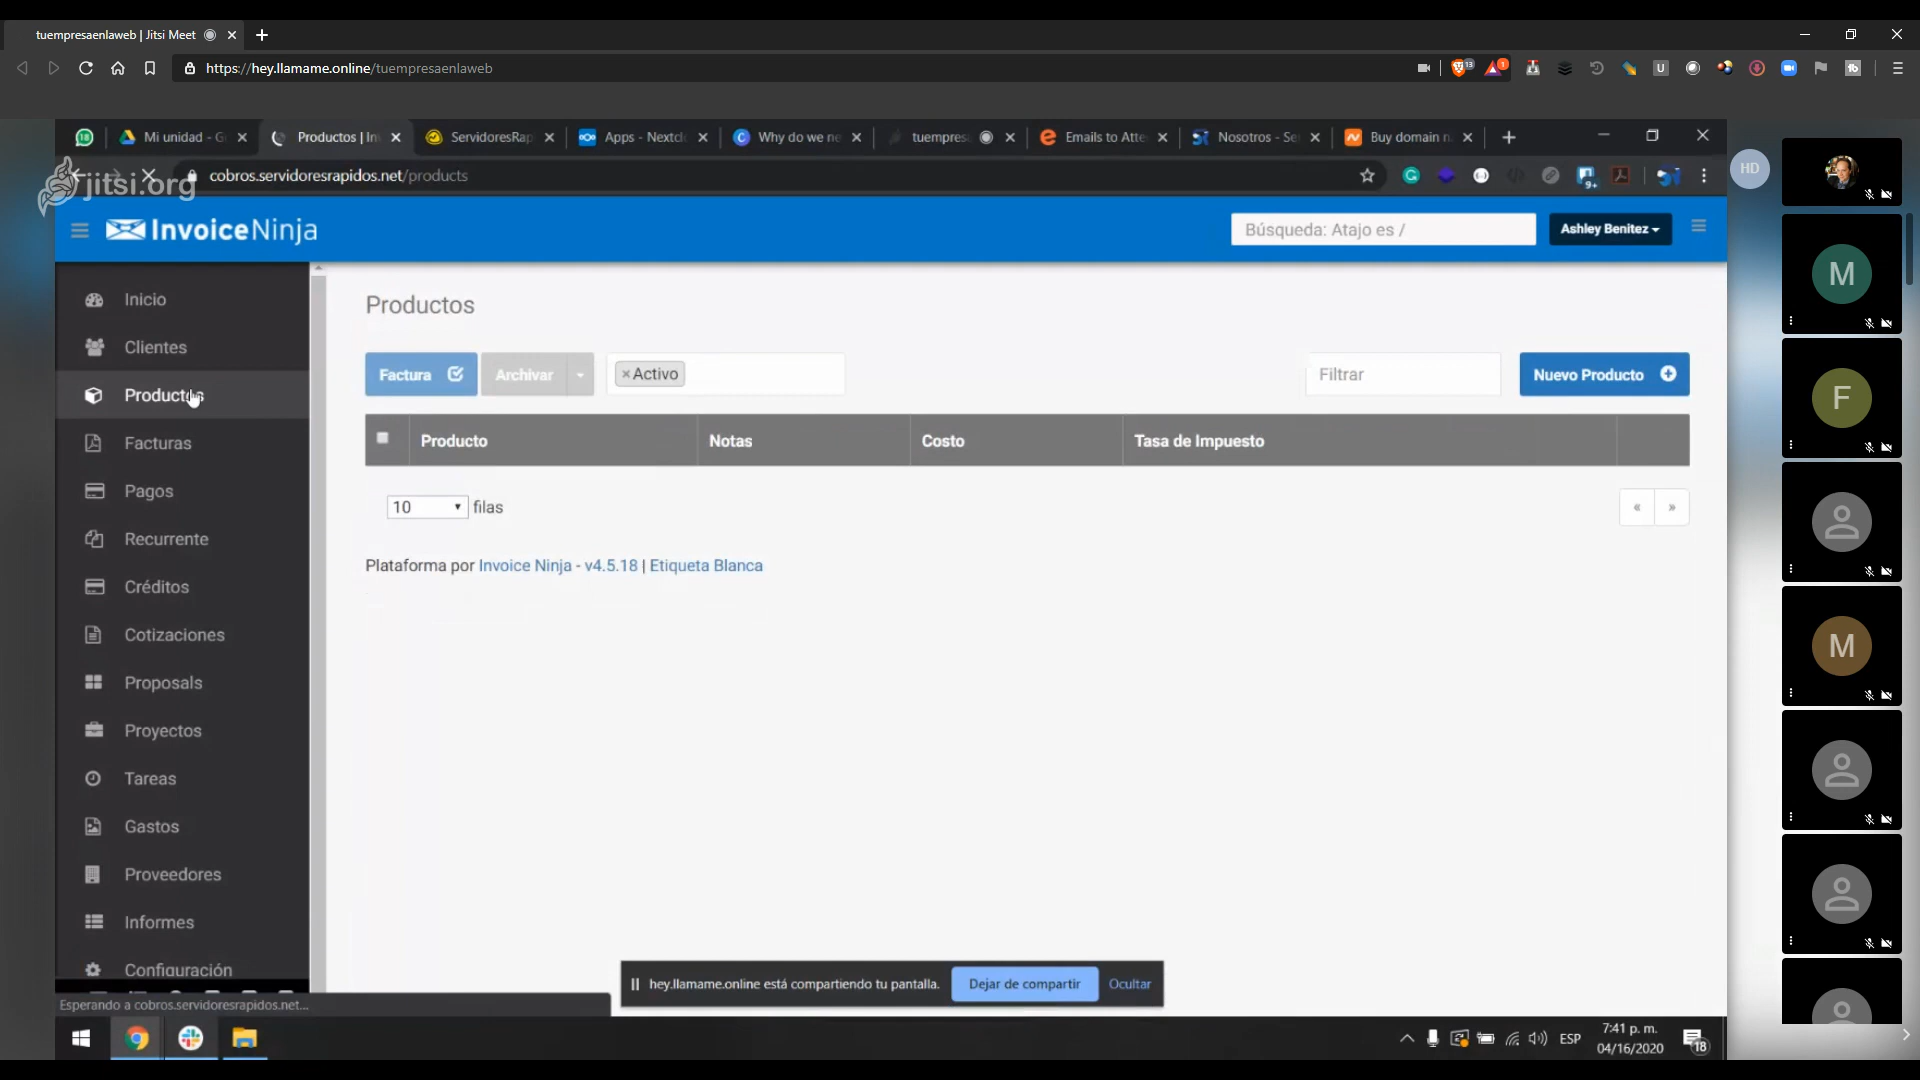 tuempresaenlaweb | Jitsi Meet
https://hey.llamame.online/tuempresaenlaweb
13
1
U
18
Mi unidad - G
Productos | In
ServidoresRap
Apps - Nextcl
Why do we ne
tuempres
Emails to Atte
Nosotros - Se
Buy domain n
jitsi.org
cobros.servidoresrapidos.net/products
9+
HD
InvoiceNinja
Búsqueda: Atajo es /
Ashley Benitez
Inicio
Clientes
Productos
Facturas
Pagos
Recurrente
Créditos
Cotizaciones
Proposals
Proyectos
Tareas
Gastos
Proveedores
Informes
Configuración
Productos
Factura
Archivar
×Activo
Filtrar
Nuevo Producto
Producto
Notas
Costo
Tasa de Impuesto
10
filas
«
»
Plataforma por Invoice Ninja - v4.5.18 | Etiqueta Blanca
M
F
M
hey.llamame.online está compartiendo tu pantalla.
Dejar de compartir
Ocultar
Esperando a cobros.servidoresrapidos.net...
ESP
7:41 p. m.
04/16/2020
18